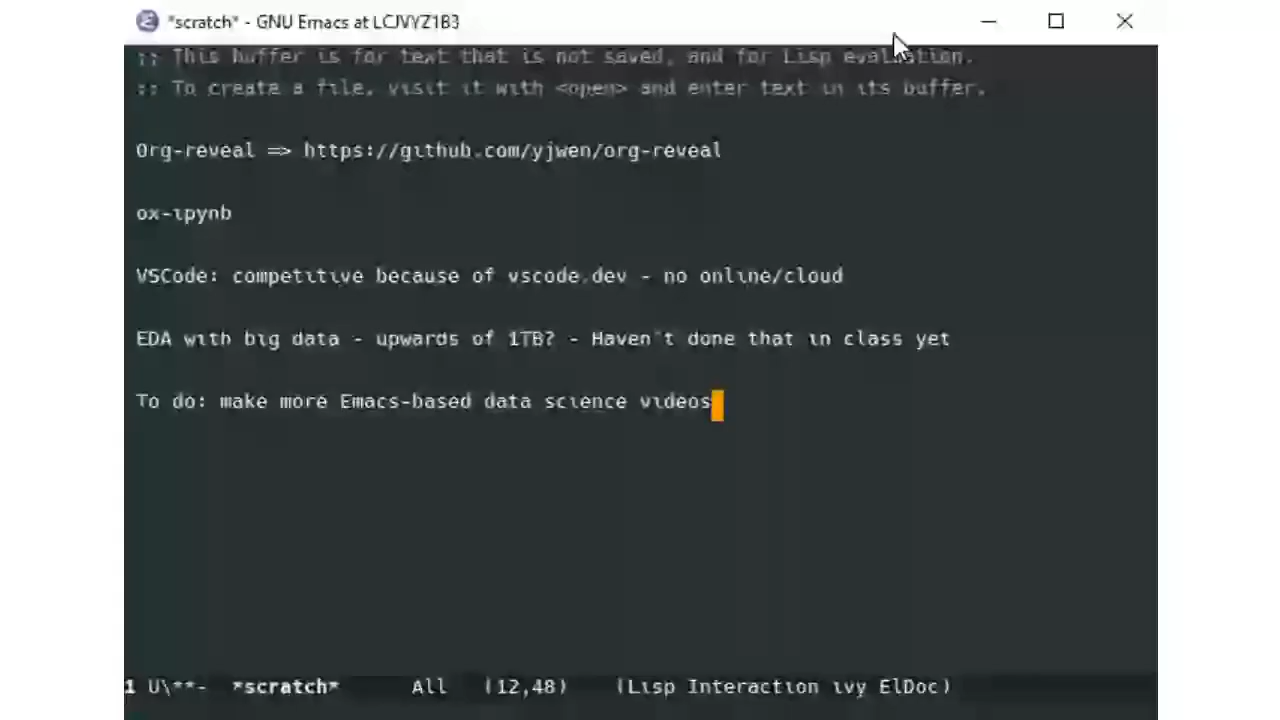 *scratch* - GNU Emacs at LCJVYZ1B3
;; This buffer is for text that is not saved, and for Lisp evaluation.
;; To create a file, visit it with <open> and enter text in its buffer.
Org-reveal => https://github.com/yjwen/org-reveal
ox-ipynb
VSCode: competitive because of vscode.dev - no online/cloud
EDA with big data - upwards of 1TB? - Haven't done that in class yet
To do: make more Emacs-based data science videos
1 U\**- *scratch* All (12,48) (Lisp Interaction ivy ElDoc)